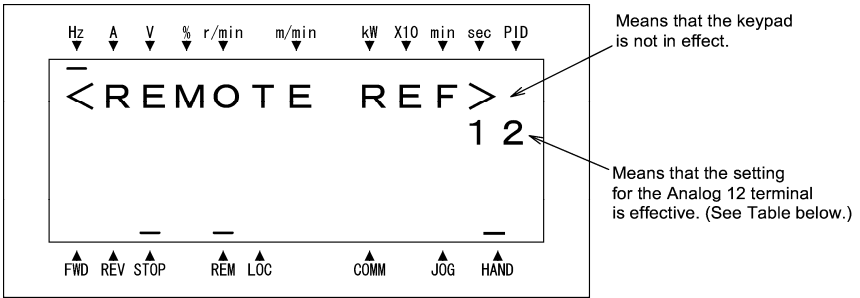 Hz A V % r/min m/min kW X10 min sec PID
<REMOTE REF>
12
FWD REV STOP REM LOC COMM JOG HAND
Means that the keypad
is not in effect.
Means that the setting
for the Analog 12 terminal
is effective. (See Table below.)